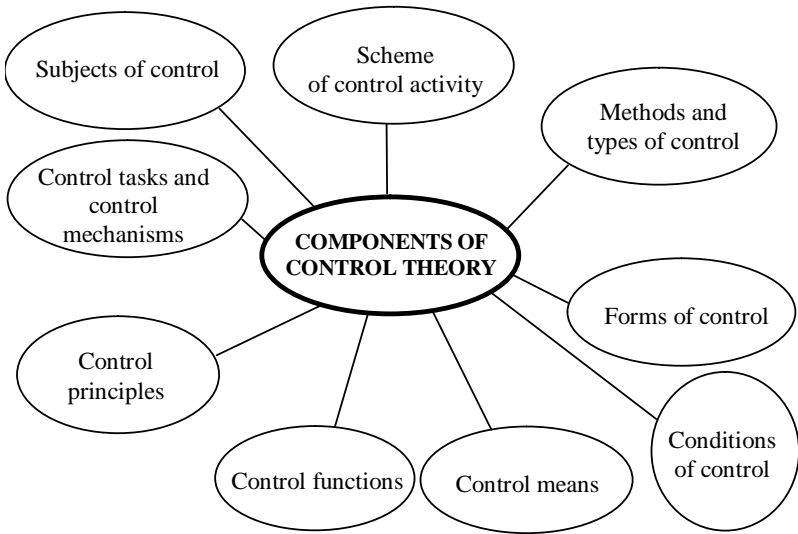 Subjects of control
Scheme
of control activity
Methods and
types of control
Control tasks and
control
mechanisms
COMPONENTS OF
CONTROL THEORY
Forms of control
Control
principles
Conditions
of control
Control functions
Control means